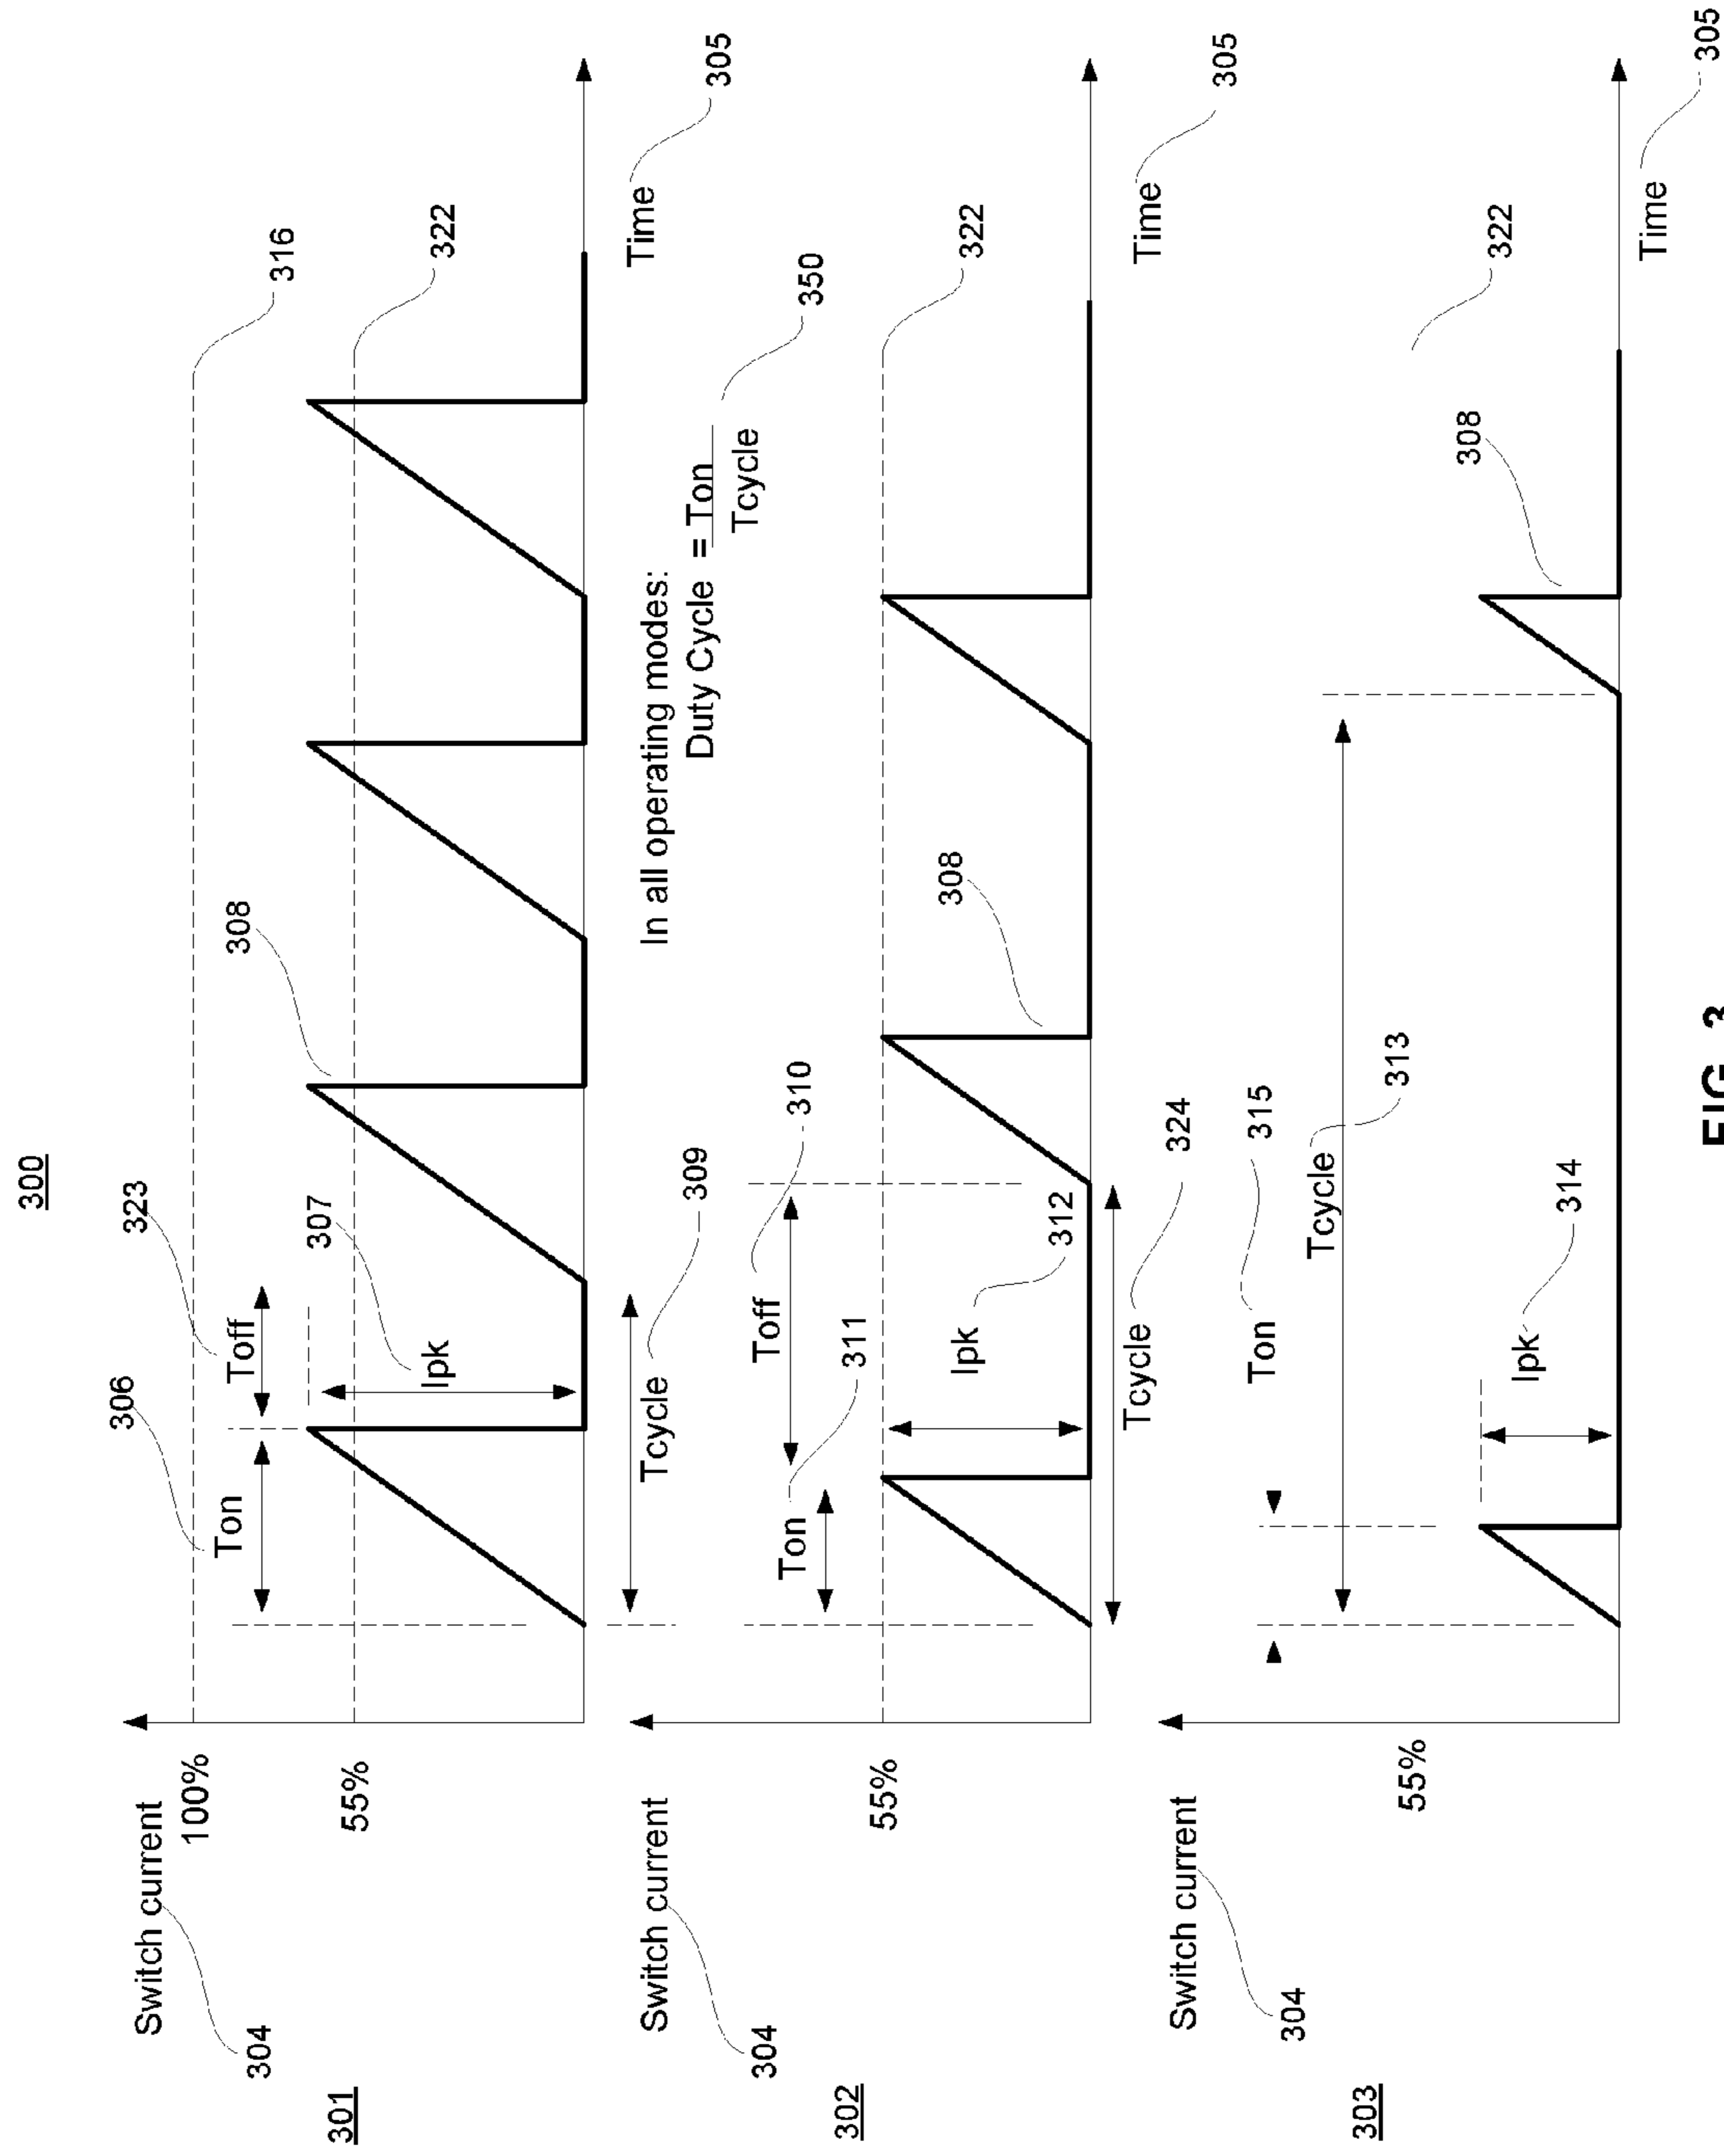 300
301
Switch current
304
100%
55%
306
323
Ton
Toff
307
Ipk
308
316
322
Tcycle
309
Time
305
In all operating modes:
Duty Cycle = Ton
Tcycle
350
302
Switch current
304
55%
Ton
311
Toff
310
Ipk
312
308
322
Tcycle
324
Time
305
303
Switch current
304
55%
Ton
315
Tcycle
313
Ipk
314
308
322
Time
305